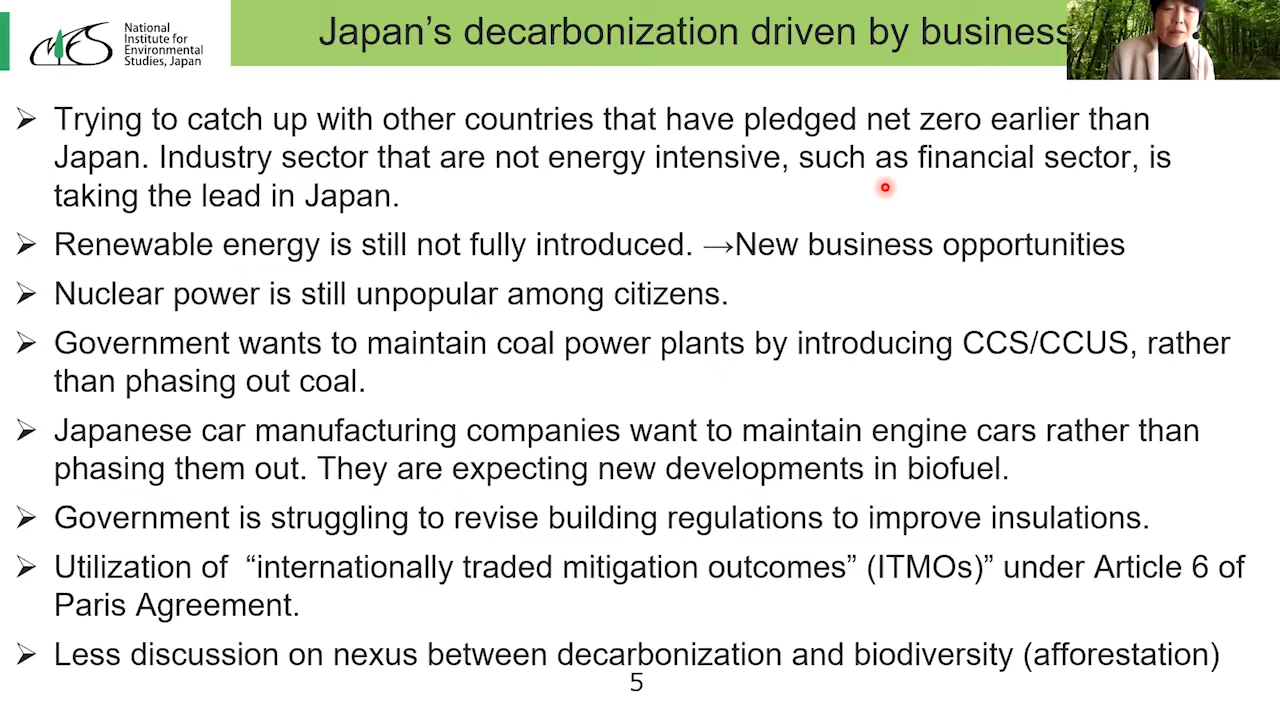 National
Institute for
Environmental
Studies, Japan
Japan's decarbonization driven by business
➢ Trying to catch up with other countries that have pledged net zero earlier than
Japan. Industry sector that are not energy intensive, such as financial sector, is
taking the lead in Japan.
➢ Renewable energy is still not fully introduced. →New business opportunities
➢ Nuclear power is still unpopular among citizens.
➢ Government wants to maintain coal power plants by introducing CCS/CCUS, rather
than phasing out coal.
➢ Japanese car manufacturing companies want to maintain engine cars rather than
phasing them out. They are expecting new developments in biofuel.
➢ Government is struggling to revise building regulations to improve insulations.
➢ Utilization of “internationally traded mitigation outcomes” (ITMOs)” under Article 6 of
Paris Agreement.
➢ Less discussion on nexus between decarbonization and biodiversity (afforestation)
5